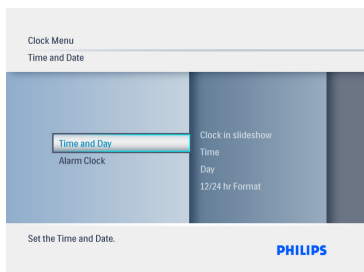 Clock Menu
Time and Date
Time and Day
Alarm Clock
Clock in slideshow
Time
Day
12/24 hr Format
Set the Time and Date.
PHILIPS